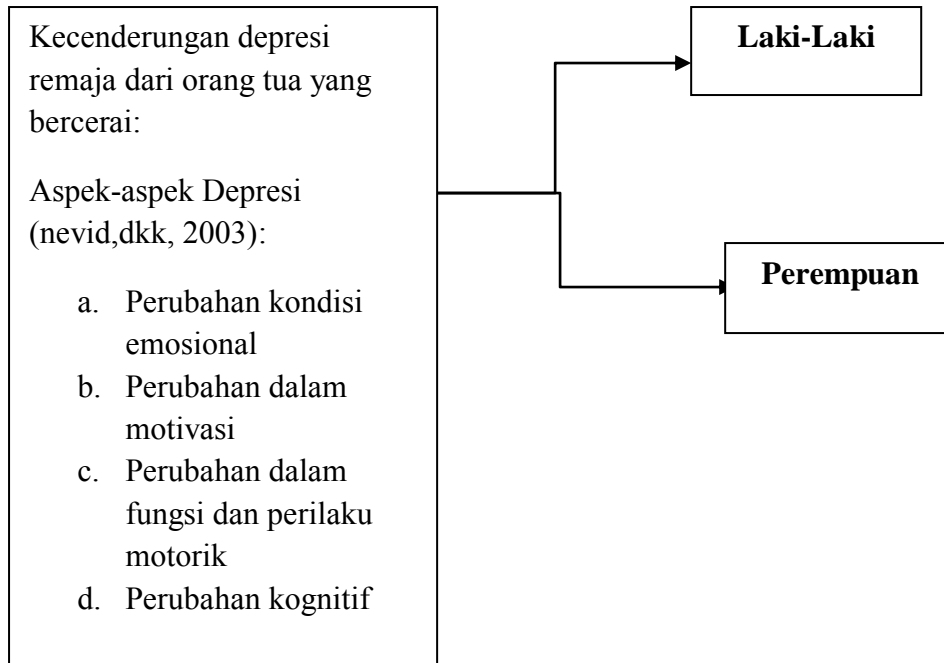 Kecenderungan depresi
remaja dari orang tua yang
bercerai:
Aspek-aspek Depresi
(nevid,dkk, 2003):
a. Perubahan kondisi
emosional
b. Perubahan dalam
motivasi
c. Perubahan dalam
fungsi dan perilaku
motorik
d. Perubahan kognitif
Laki-Laki
Perempuan